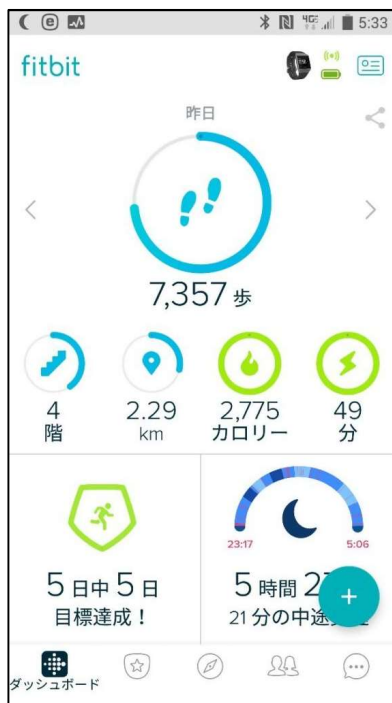 5:33
fitbit
昨日
7,357 歩
4 2.29 2,775 49
階 km カロリー 分
23:17 5:06
5 日中 5 日 5 時間 2
目標達成！ 21 分の中途
+
ダッシュボード